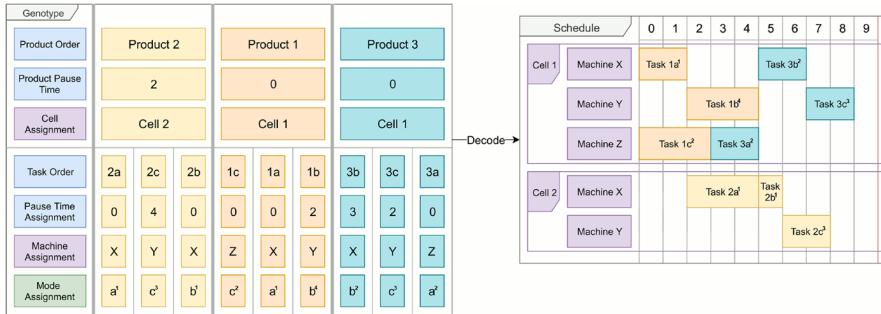 Genotype
Product Order
Product 2
Product 1
Product 3
Product Pause
Time
2
0
0
Cell
Assignment
Cell 2
Cell 1
Cell 1
Task Order
2a 2c 2b 1c 1a 1b 3b 3c 3a
Pause Time
Assignment
0 4 0 0 0 2 3 2 0
Machine
Assignment
X Y X Z X Y X Y Z
Mode
Assignment
a¹ c³ b¹ c² a¹ b⁴ b² c³ a²
Decode
Schedule
0 1 2 3 4 5 6 7 8 9
Cell 1
Machine X
Task 1a¹
Task 3b²
Machine Y
Task 1b⁴
Task 3c³
Machine Z
Task 1c²
Task 3a²
Cell 2
Machine X
Task 2a¹
Task
2b¹
Machine Y
Task 2c³